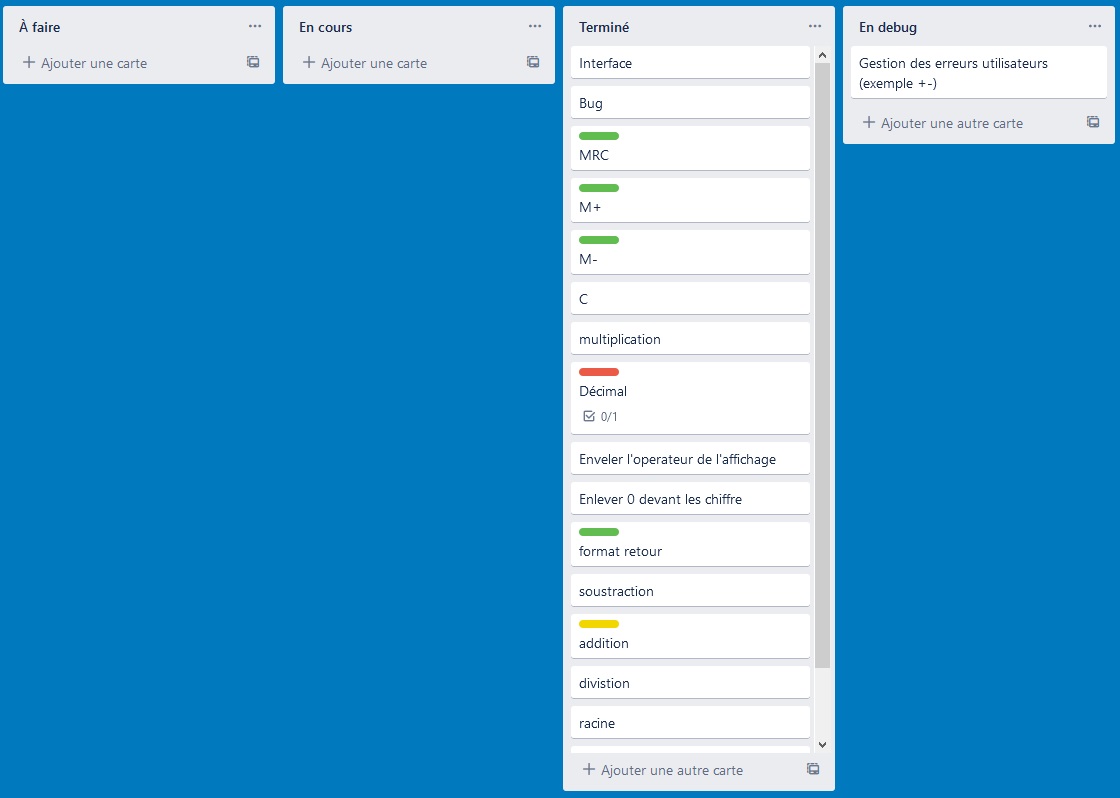 À faire
Ajouter une carte
En cours
Ajouter une carte
Terminé
Interface
Bug
MRC
M+
M-
C
multiplication
Décimal
0/1
Enveler l'operateur de l'affichage
Enlever 0 devant les chiffre
format retour
soustraction
addition
divistion
racine
Ajouter une autre carte
En debug
Gestion des erreurs utilisateurs
(exemple +-)
Ajouter une autre carte